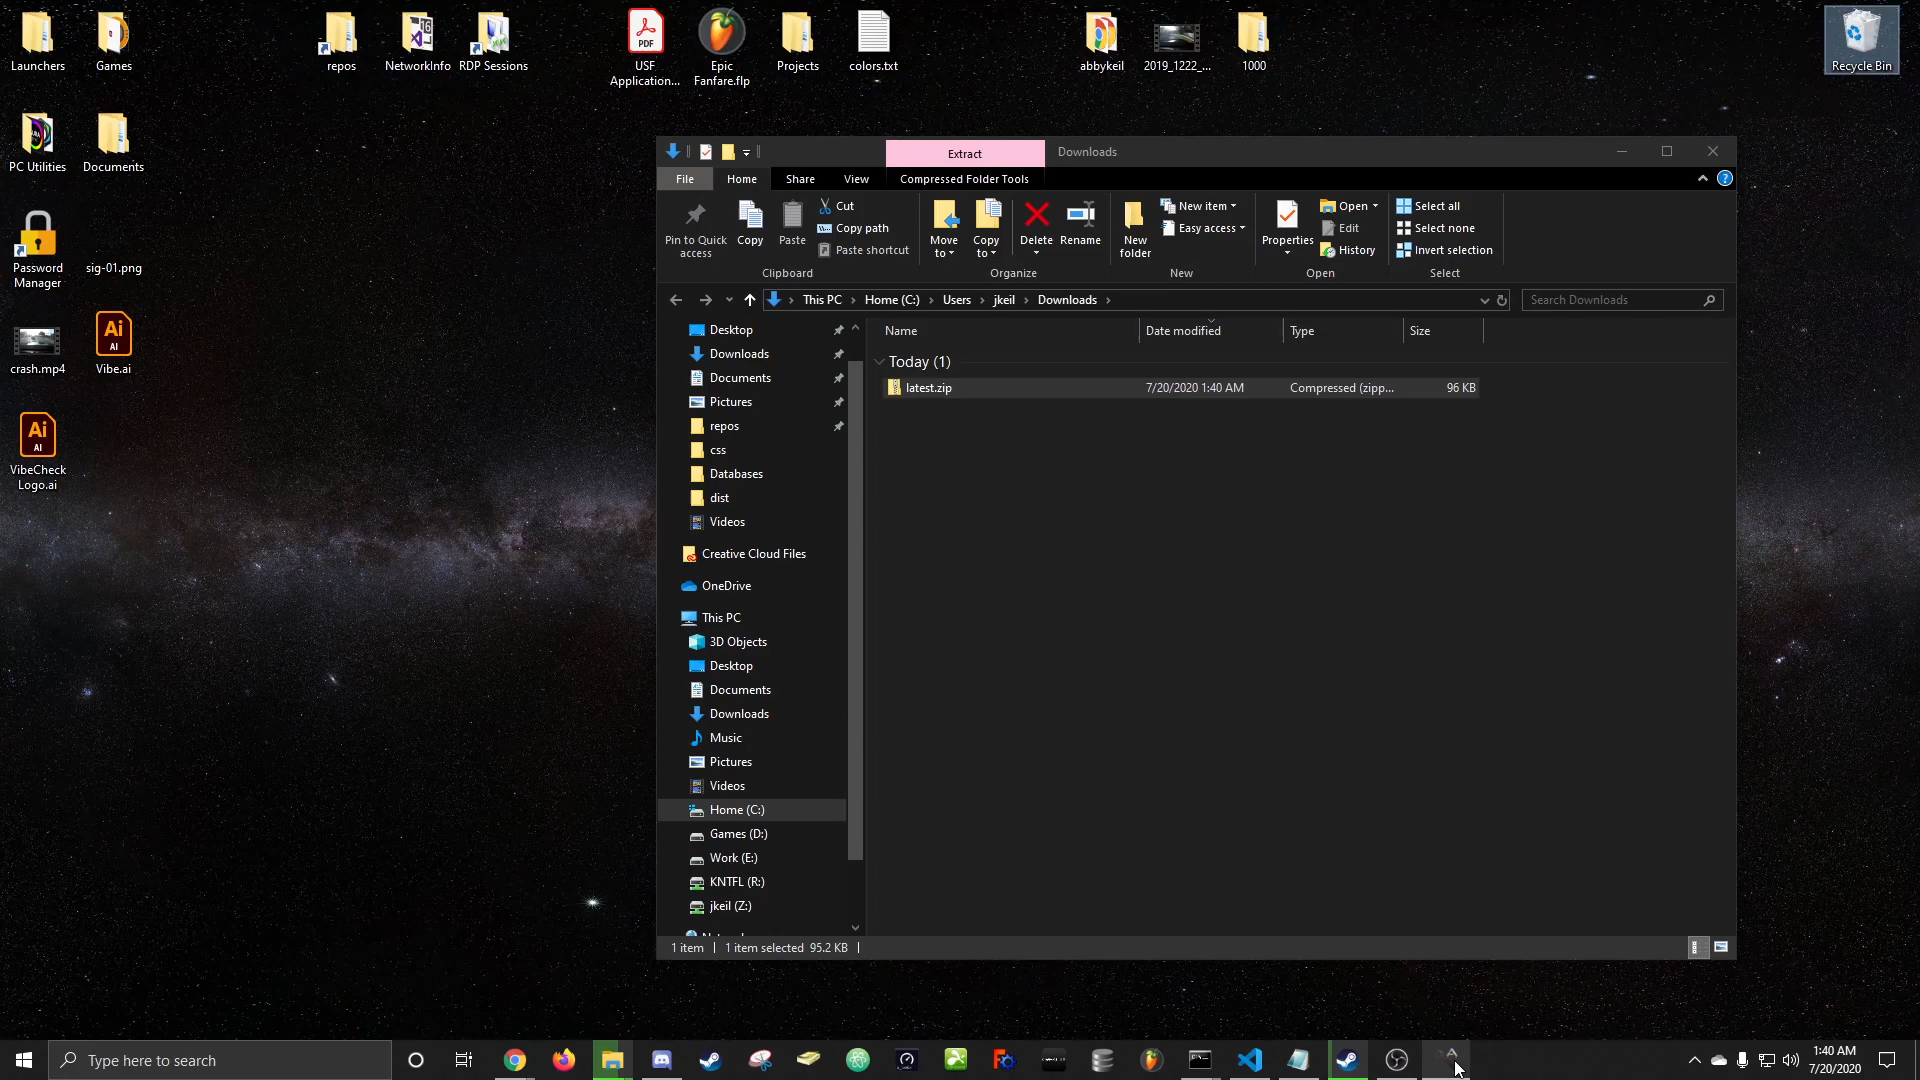 Launchers
Games
repos
NetworkInfo
RDP Sessions
PDF
USF
Application...
Epic
Fanfare.flp
Projects
colors.txt
abbykeil
2019_1222_...
1000
Recycle Bin
PC Utilities
Documents
Password
Manager
sig-01.png
crash.mp4
Ai
AI
Vibe.ai
Ai
AI
VibeCheck
Logo.ai
Extract
Downloads
File
Home
Share
View
Compressed Folder Tools
Pin to Quick
access
Copy
Paste
Cut
Copy path
Paste shortcut
Clipboard
Move
to
Copy
to
Delete
Rename
Organize
New
folder
New item
Easy access
New
Properties
Open
Edit
History
Open
Select all
Select none
Invert selection
Select
This PC
Home (C:)
Users
jkeil
Downloads
Search Downloads
Desktop
Downloads
Documents
Pictures
repos
css
Databases
dist
Videos
Creative Cloud Files
OneDrive
This PC
3D Objects
Desktop
Documents
Downloads
Music
Pictures
Videos
Home (C:)
Games (D:)
Work (E:)
KNTFL (R:)
jkeil (Z:)
Name
Date modified
Type
Size
Today (1)
latest.zip
7/20/2020 1:40 AM
Compressed (zipp...
96 KB
1 item
1 item selected 95.2 KB
Type here to search
1:40 AM
7/20/2020